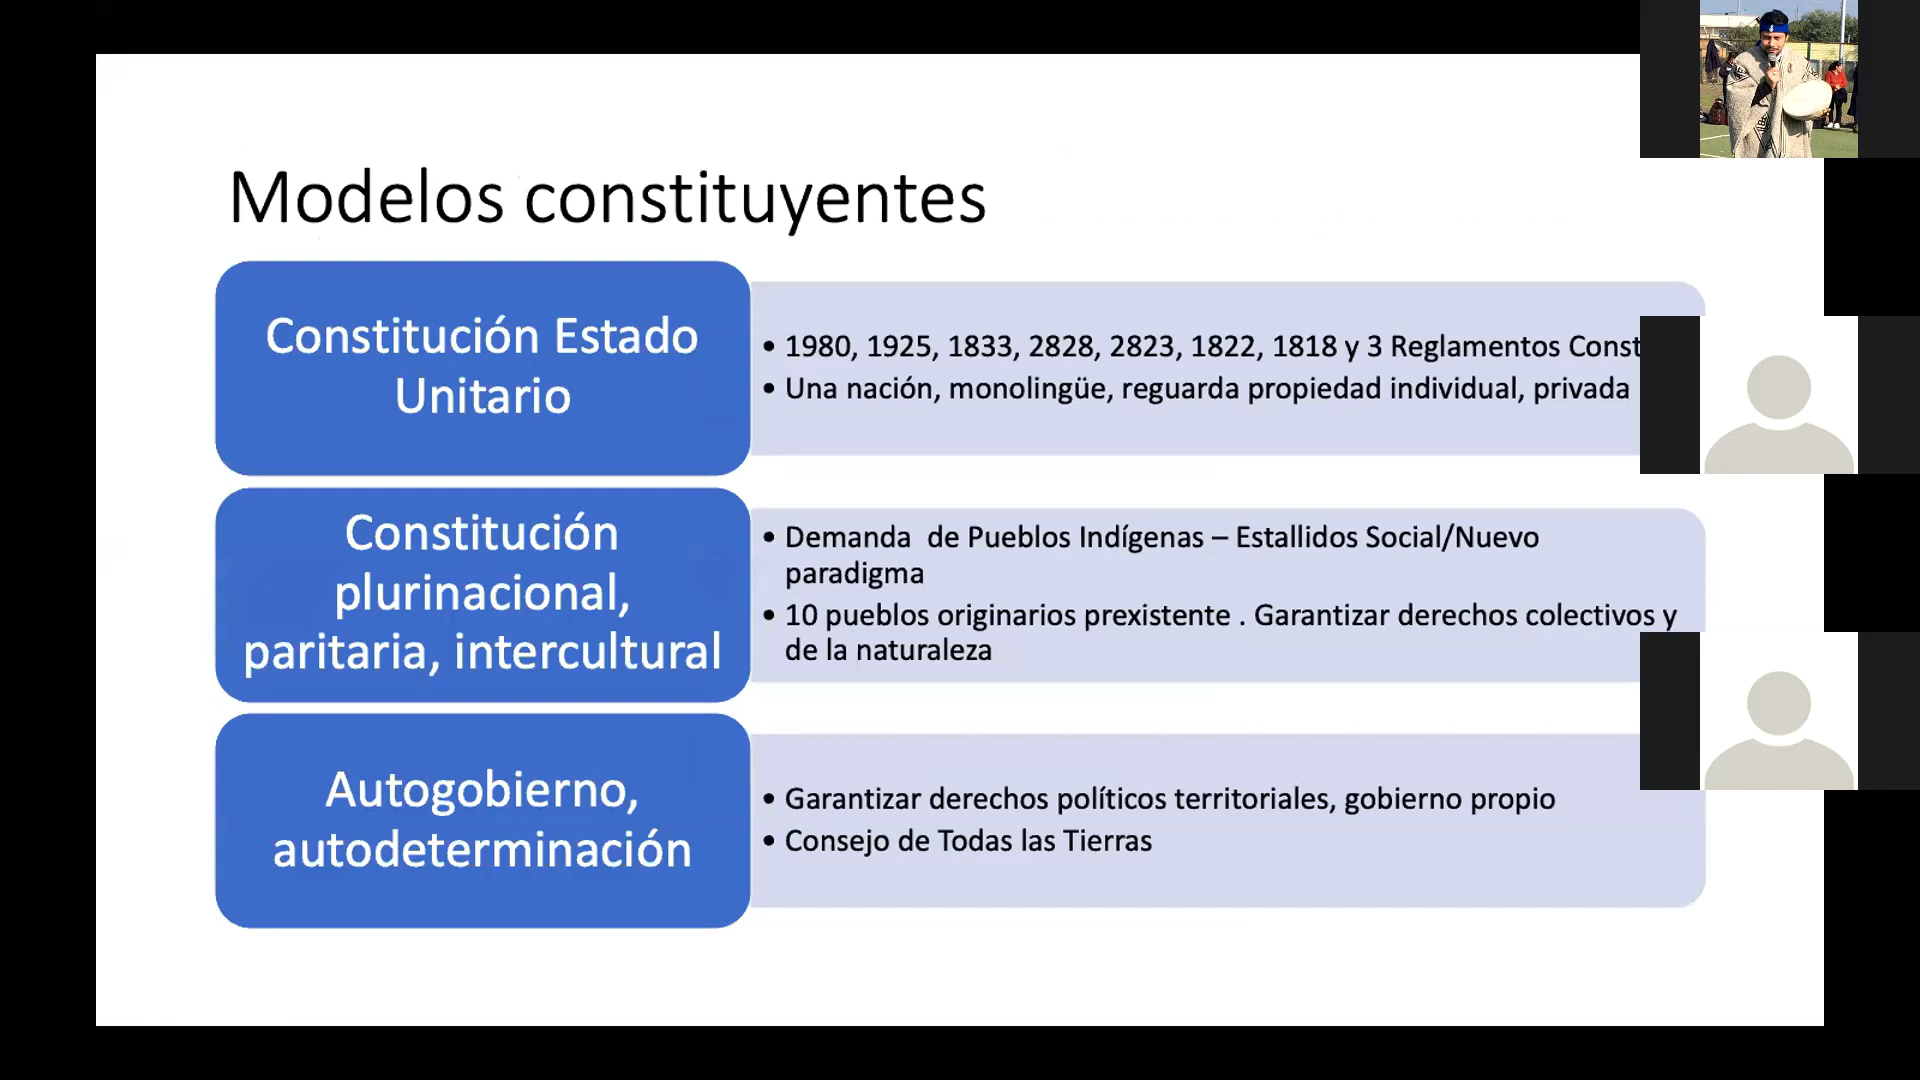 Modelos constituyentes
Constitución Estado
Unitario
• 1980, 1925, 1833, 2828, 2823, 1822, 1818 y 3 Reglamentos Const
• Una nación, monolingüe, reguarda propiedad individual, privada
Constitución
plurinacional,
paritaria, intercultural
• Demanda de Pueblos Indígenas – Estallidos Social/Nuevo
paradigma
• 10 pueblos originarios prexistente . Garantizar derechos colectivos y
de la naturaleza
Autogobierno,
autodeterminación
• Garantizar derechos políticos territoriales, gobierno propio
• Consejo de Todas las Tierras